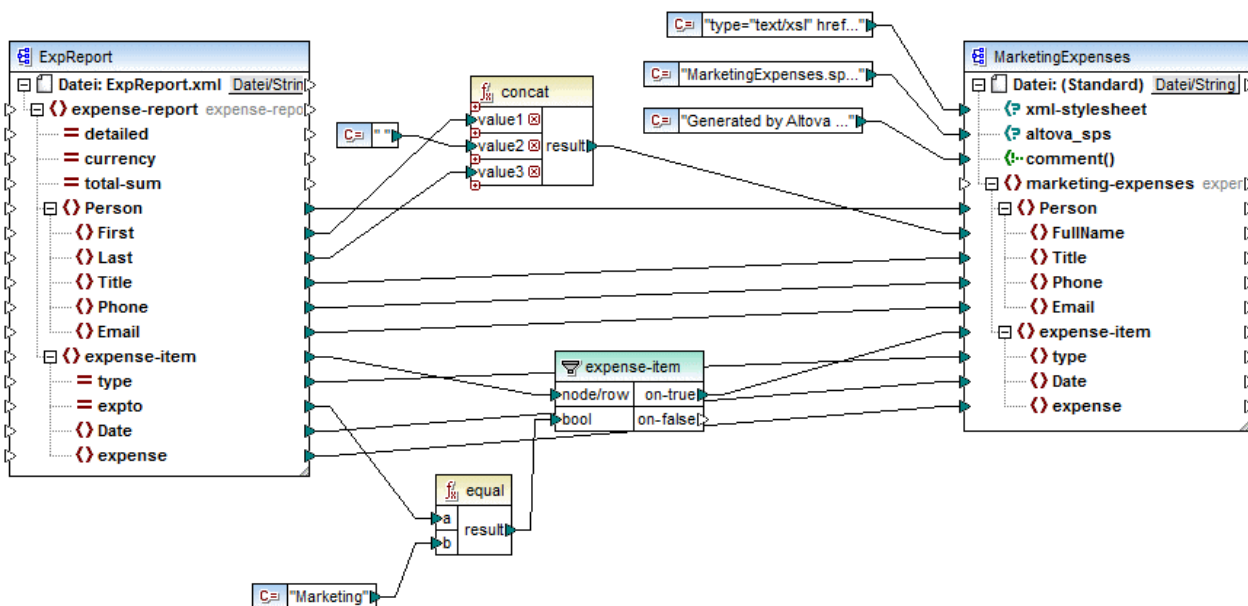 ExpReport
Datei: ExpReport.xml Datei/Strin
expense-report expense-repo
= detailed
= currency
= total-sum
Person
First
Last
Title
Phone
Email
expense-item
= type
= expto
Date
expense
C= " "
concat
value1
value2 result
value3
C= "type="text/xsl" href..."
C= "MarketingExpenses.sp..."
C= "Generated by Altova ..."
expense-item
node/row on-true
bool on-false
equal
a
result
b
C= "Marketing"
MarketingExpenses
Datei: (Standard) Datei/String
xml-stylesheet
altova_sps
comment()
marketing-expenses exper
Person
FullName
Title
Phone
Email
expense-item
type
Date
expense